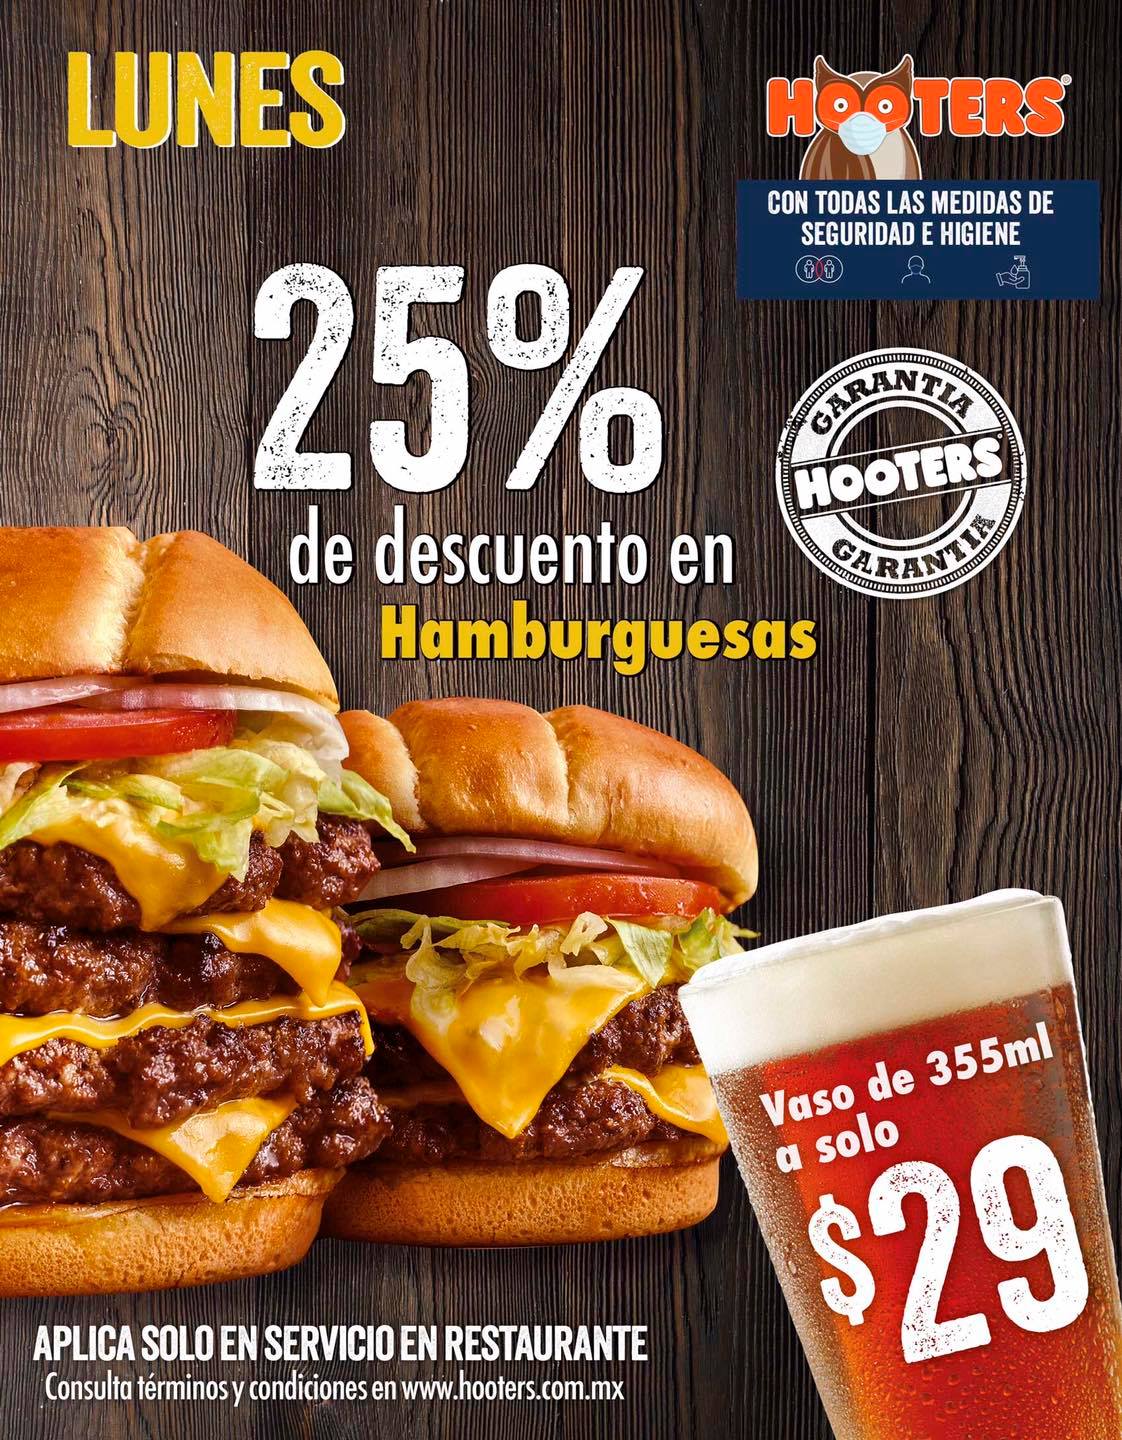 LUNES
HOOTERS®
CON TODAS LAS MEDIDAS DE
SEGURIDAD E HIGIENE
25%
de descuento en
Hamburguesas
GARANTIA
HOOTERS®
GARANTIA
Vaso de 355ml
a solo
$29
APLICA SOLO EN SERVICIO EN RESTAURANTE
Consulta términos y condiciones en www.hooters.com.mx